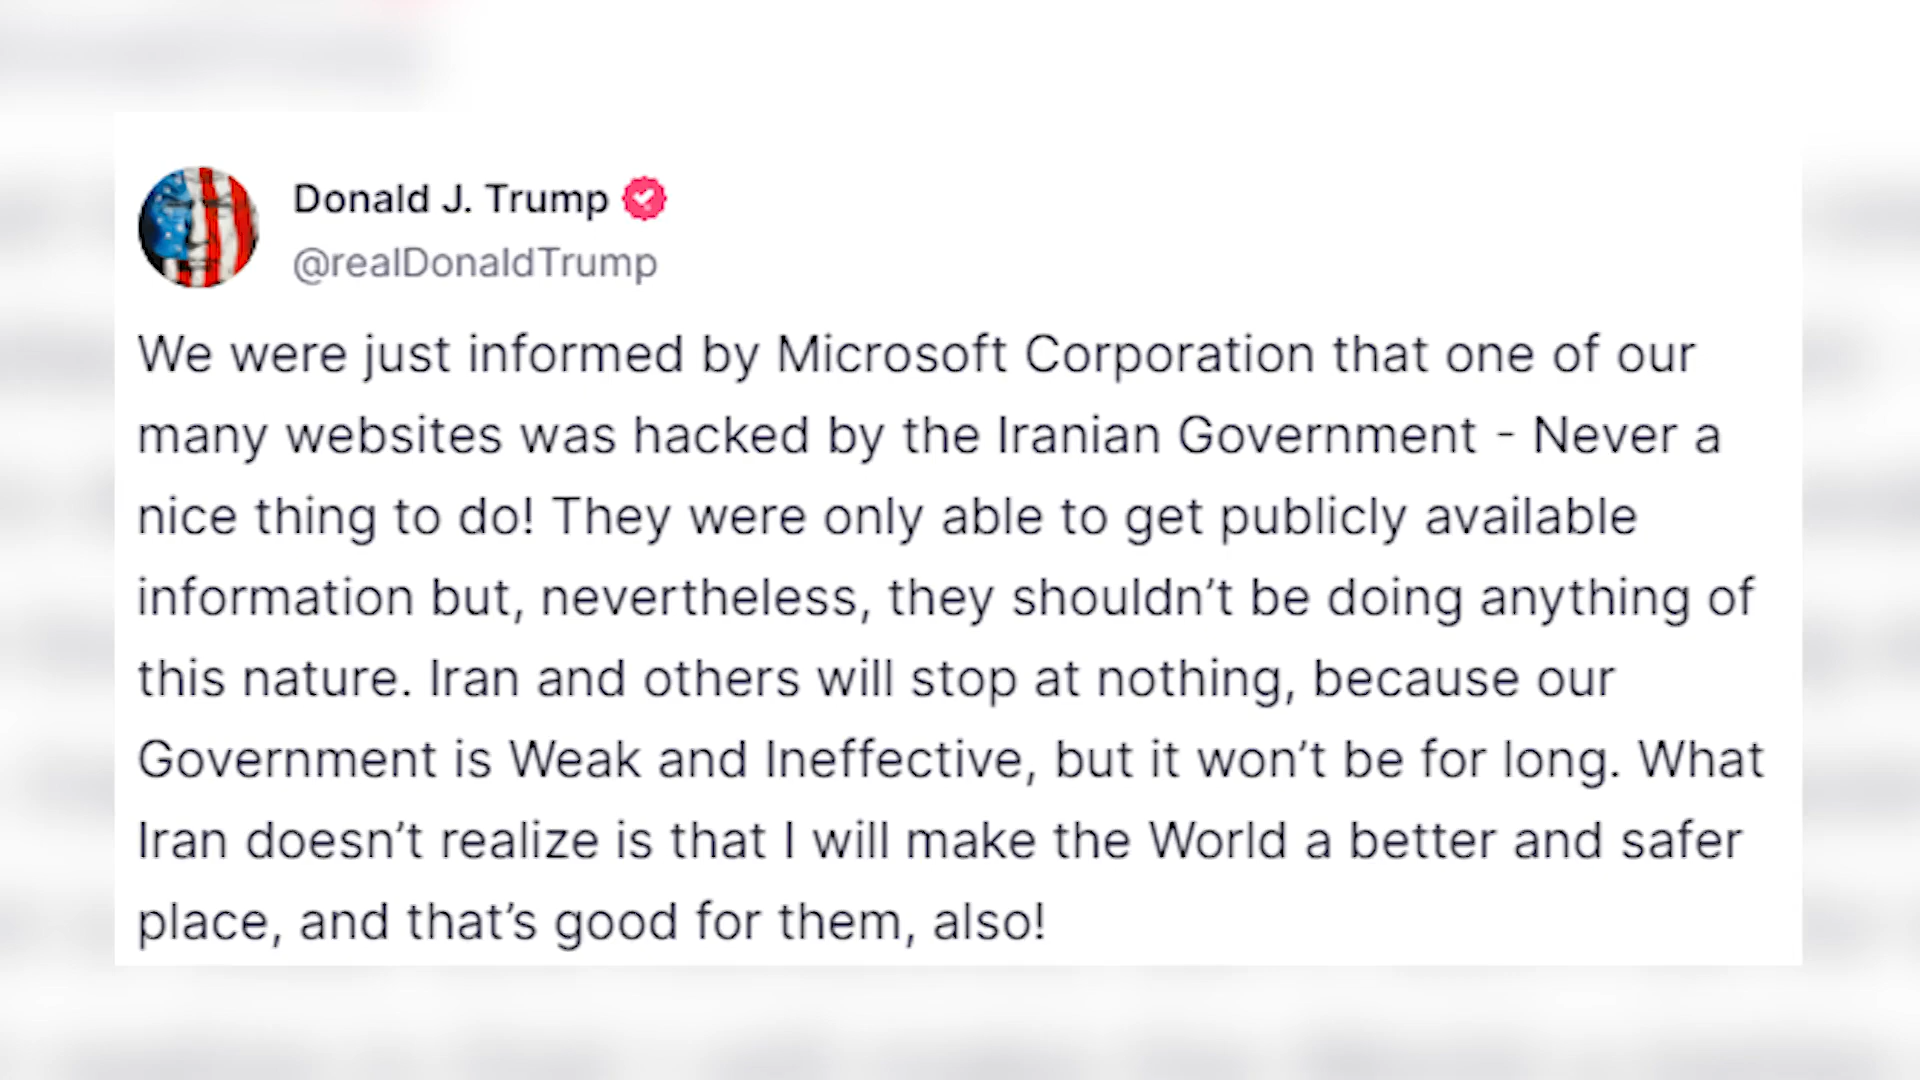 Donald J. Trump
@realDonaldTrump
We were just informed by Microsoft Corporation that one of our
many websites was hacked by the Iranian Government - Never a
nice thing to do! They were only able to get publicly available
information but, nevertheless, they shouldn’t be doing anything of
this nature. Iran and others will stop at nothing, because our
Government is Weak and Ineffective, but it won’t be for long. What
Iran doesn’t realize is that I will make the World a better and safer
place, and that’s good for them, also!